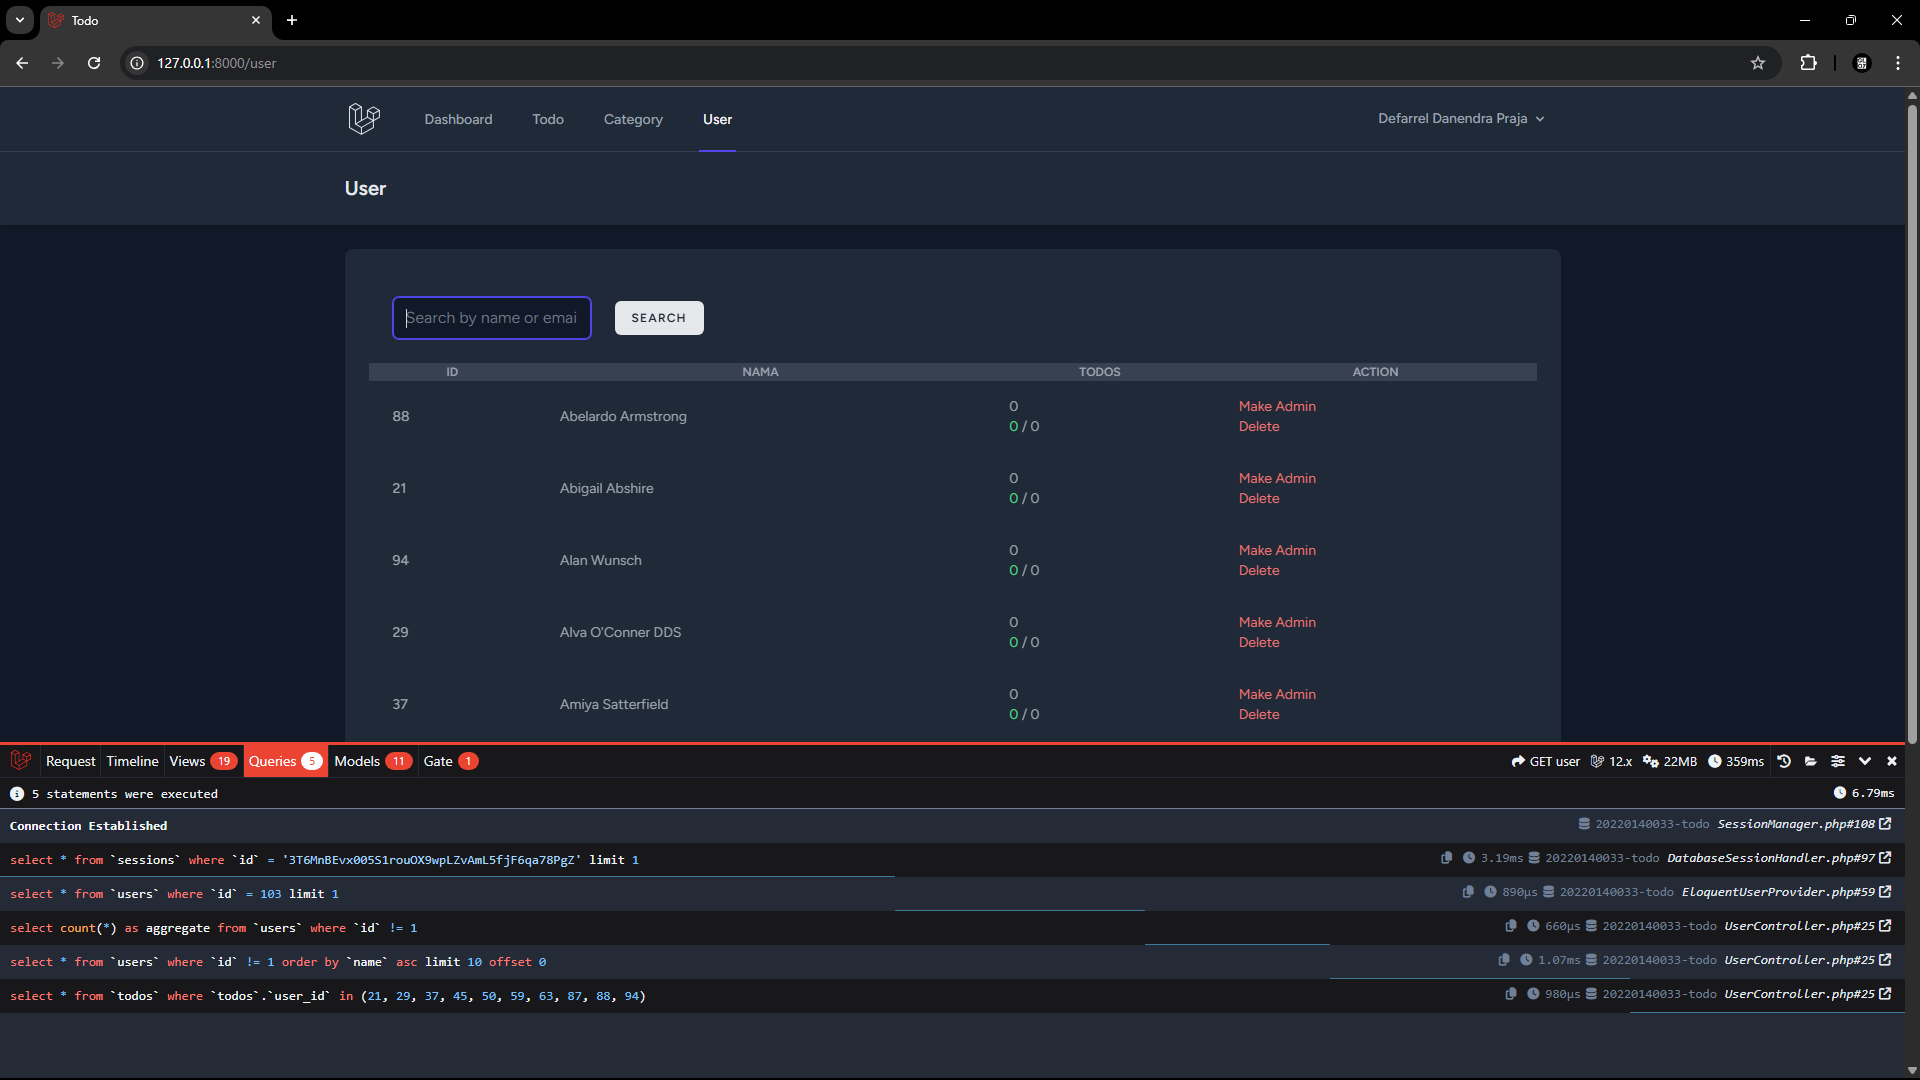 Todo
127.0.0.1:8000/user
Dashboard Todo Category User Defarrel Danendra Praja
User
Search by name or emai SEARCH
ID NAMA TODOS ACTION
88 Abelardo Armstrong 0 Make Admin
0 / 0 Delete
21 Abigail Abshire 0 Make Admin
0 / 0 Delete
94 Alan Wunsch 0 Make Admin
0 / 0 Delete
29 Alva O'Conner DDS 0 Make Admin
0 / 0 Delete
37 Amiya Satterfield 0 Make Admin
0 / 0 Delete
Request Timeline Views 19 Queries 5 Models 11 Gate 1 GET user 12.x 22MB 359ms
5 statements were executed 6.79ms
Connection Established 20220140033-todo SessionManager.php#108
select * from `sessions` where `id` = '3T6MnBEvx005S1rouOX9wpLZvAmL5fjF6qa78PgZ' limit 1 3.19ms 20220140033-todo DatabaseSessionHandler.php#97
select * from `users` where `id` = 103 limit 1 890μs 20220140033-todo EloquentUserProvider.php#59
select count(*) as aggregate from `users` where `id` != 1 660μs 20220140033-todo UserController.php#25
select * from `users` where `id` != 1 order by `name` asc limit 10 offset 0 1.07ms 20220140033-todo UserController.php#25
select * from `todos` where `todos`.`user_id` in (21, 29, 37, 45, 50, 59, 63, 87, 88, 94) 980μs 20220140033-todo UserController.php#25